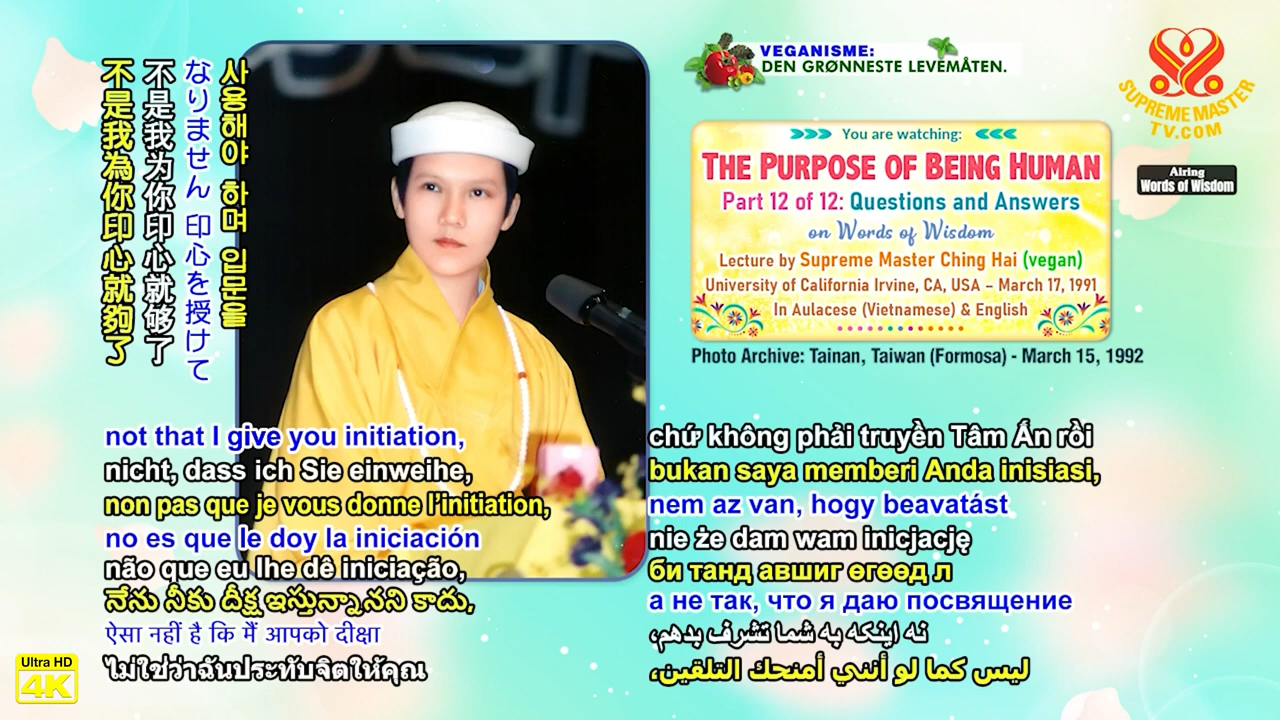 사용해야 하며 입문을
なりません 印心を授けて
不是我为你印心就够了
不是我為你印心就夠了
VEGANISME:
DEN GRØNNESTE LEVEMÅTEN.
SUPREME MASTER
TV.COM
Airing
Words of Wisdom
You are watching:
THE PURPOSE OF BEING HUMAN
Part 12 of 12: Questions and Answers
on Words of Wisdom
Lecture by Supreme Master Ching Hai (vegan)
University of California Irvine, CA, USA – March 17, 1991
In Aulacese (Vietnamese) & English
Photo Archive: Tainan, Taiwan (Formosa) - March 15, 1992
not that I give you initiation,
nicht, dass ich Sie einweihe,
non pas que je vous donne l'initiation,
no es que le doy la iniciación
não que eu lhe dê iniciação,
నేను నీకు దీక్ష ఇస్తున్నానని కాదు,
ऐसा नहीं है कि मैं आपको दीक्षा
ไม่ใช่ว่าฉันประทับจิตให้คุณ
chứ không phải truyền Tâm Ấn rồi
bukan saya memberi Anda inisiasi,
nem az van, hogy beavatást
nie że dam wam inicjację
би танд авшиг өгөөд л
а не так, что я даю посвящение
نه اینکه به شما تشرف بدهم،
ليس كما لو أنني أمنحك التلقين،
Ultra HD
4K